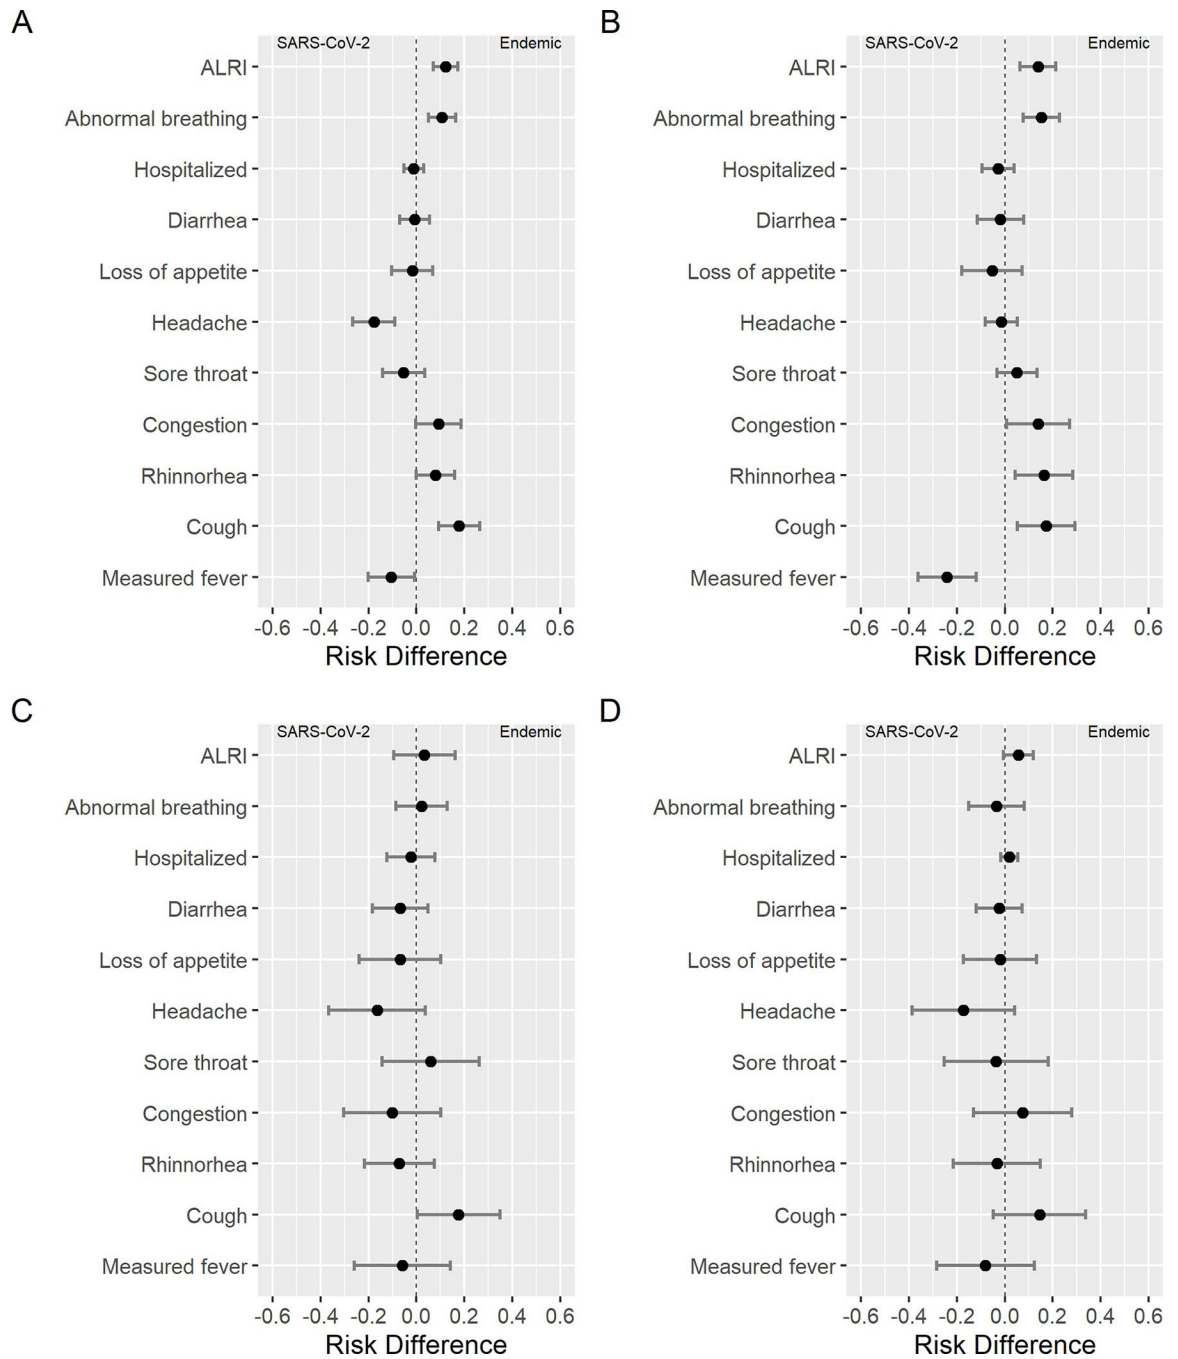 A
SARS-CoV-2 Endemic
ALRI
Abnormal breathing
Hospitalized
Diarrhea
Loss of appetite
Headache
Sore throat
Congestion
Rhinnorhea
Cough
Measured fever
-0.6 -0.4 -0.2 0.0 0.2 0.4 0.6
Risk Difference
B
SARS-CoV-2 Endemic
ALRI
Abnormal breathing
Hospitalized
Diarrhea
Loss of appetite
Headache
Sore throat
Congestion
Rhinnorhea
Cough
Measured fever
-0.6 -0.4 -0.2 0.0 0.2 0.4 0.6
Risk Difference
C
SARS-CoV-2 Endemic
ALRI
Abnormal breathing
Hospitalized
Diarrhea
Loss of appetite
Headache
Sore throat
Congestion
Rhinnorhea
Cough
Measured fever
-0.6 -0.4 -0.2 0.0 0.2 0.4 0.6
Risk Difference
D
SARS-CoV-2 Endemic
ALRI
Abnormal breathing
Hospitalized
Diarrhea
Loss of appetite
Headache
Sore throat
Congestion
Rhinnorhea
Cough
Measured fever
-0.6 -0.4 -0.2 0.0 0.2 0.4 0.6
Risk Difference